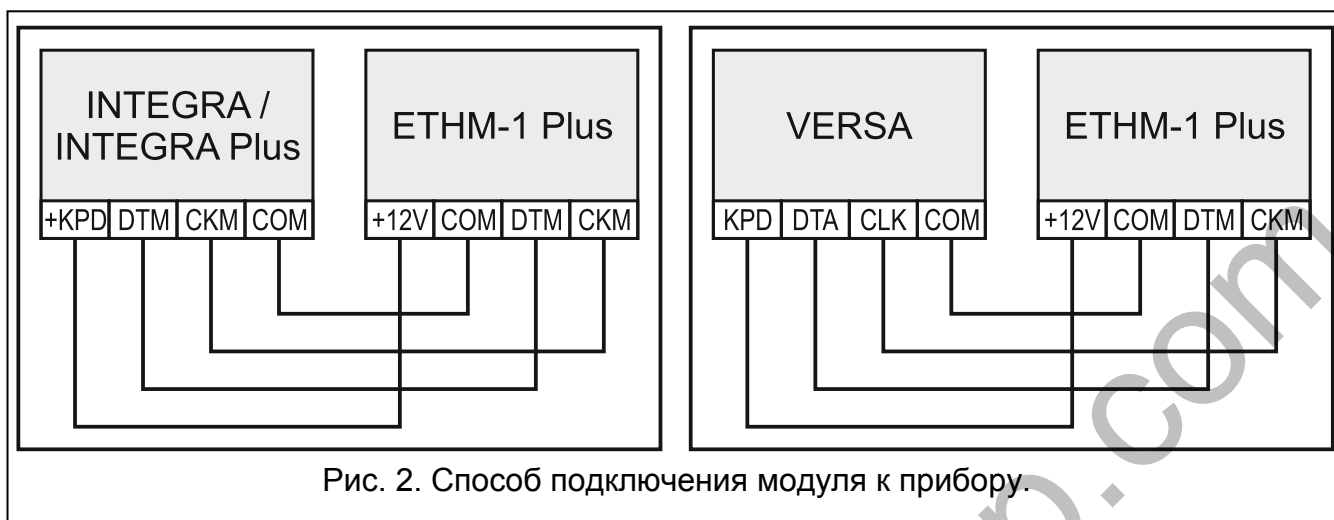 INTEGRA /
INTEGRA Plus
+KPD DTM CKM COM
ETHM-1 Plus
+12V COM DTM CKM
VERSA
KPD DTA CLK COM
ETHM-1 Plus
+12V COM DTM CKM
Рис. 2. Способ подключения модуля к прибору.